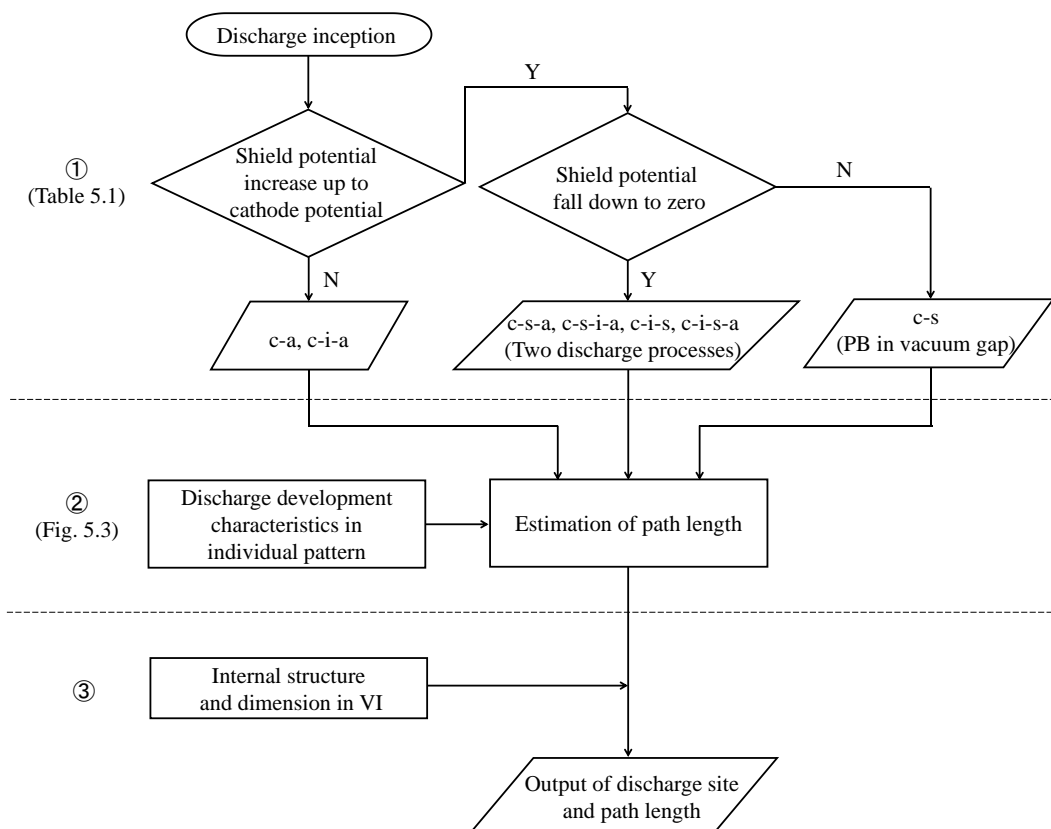 Discharge inception
Y
①
(Table 5.1)
Shield potential
increase up to
cathode potential
Shield potential
fall down to zero
N
N
Y
c-a, c-i-a
c-s-a, c-s-i-a, c-i-s, c-i-s-a
(Two discharge processes)
c-s
(PB in vacuum gap)
②
(Fig. 5.3)
Discharge development
characteristics in
individual pattern
Estimation of path length
③
Internal structure
and dimension in VI
Output of discharge site
and path length